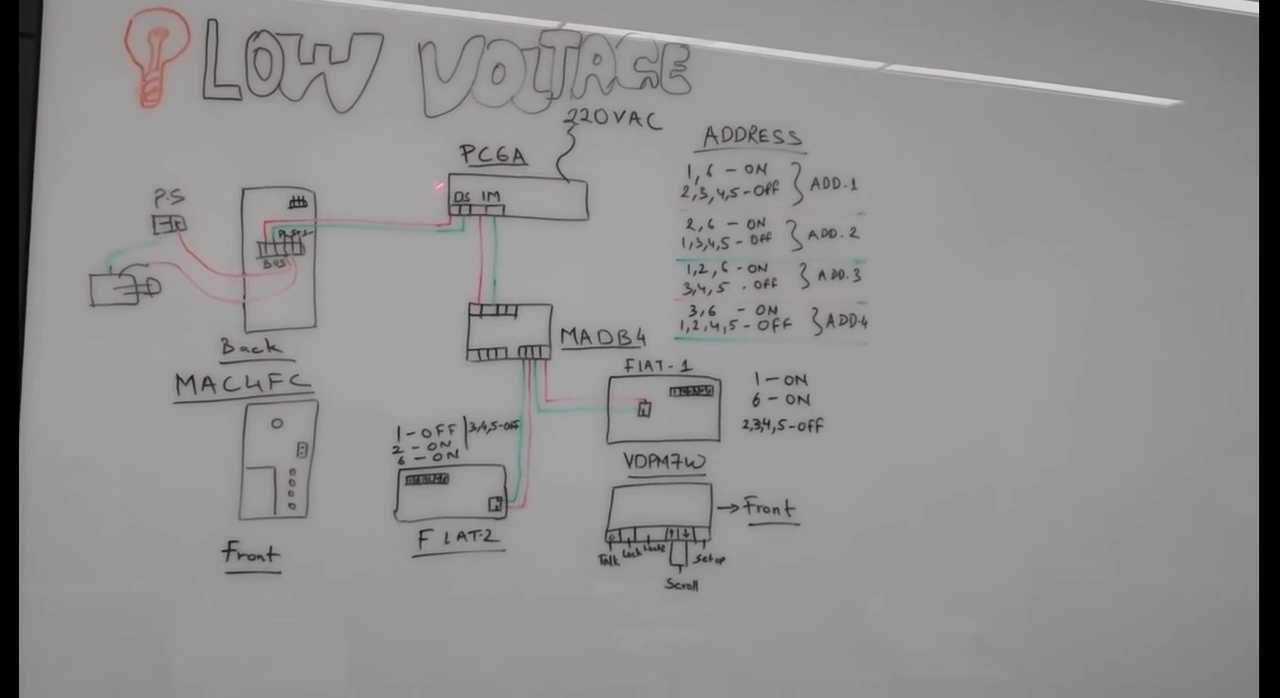 LOW VOLTAGE
220VAC
PC6A
DS IM
P.S
BUS
Back
MAC4FC
Front
MADB4
FLAT-1
1-ON
6-ON
2,3,4,5-OFF
1-OFF
2-ON
6-ON
3,4,5-OFF
FLAT-2
VDPM7W
→ Front
Talk Lock
Setup
Scroll
ADDRESS
1,6 - ON
2,3,4,5-OFF } ADD.1
2,6 - ON
1,3,4,5-Off } ADD.2
1,2,6-ON
3,4,5 - OFF } ADD.3
3,6 - ON
1,2,4,5-OFF } ADD.4